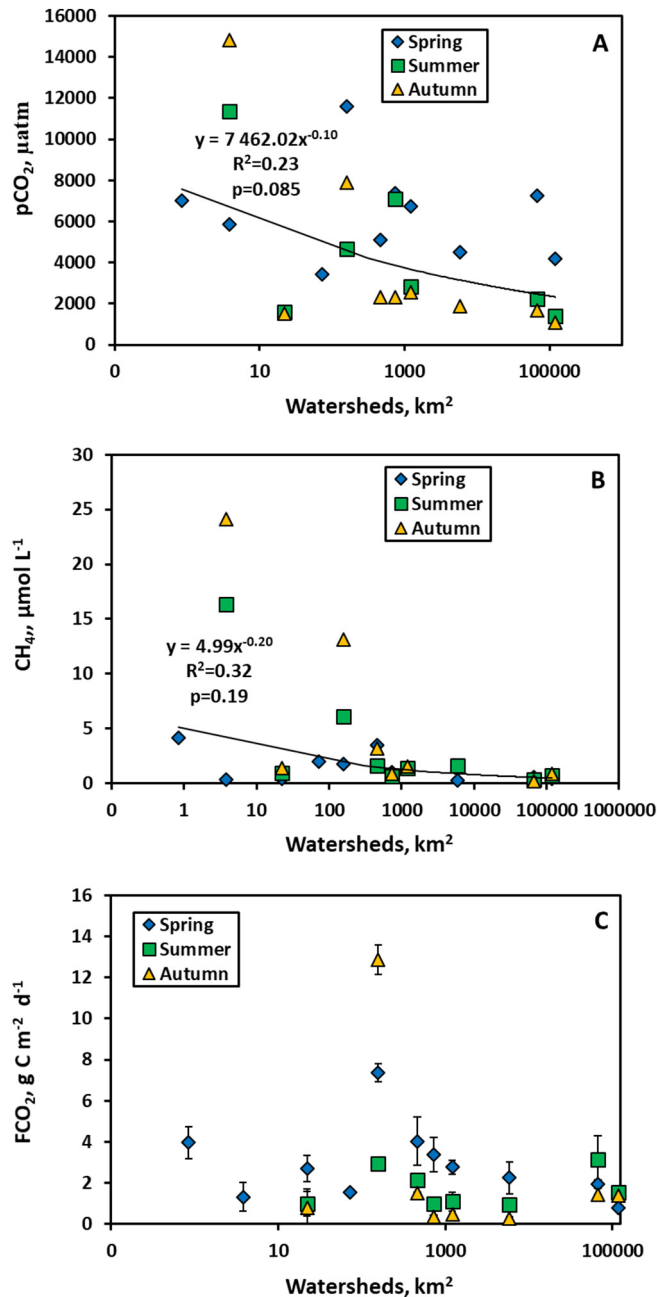 16000
14000
12000
10000
8000
6000
4000
2000
0
pCO2, µatm
Spring
Summer
Autumn
A
y = 7 462.02x^-0.10
R²=0.23
p=0.085
0 10 1000 100000
Watersheds, km²
30
25
20
15
10
5
0
CH4,, µmol L⁻¹
Spring
Summer
Autumn
B
y = 4.99x^-0.20
R²=0.32
p=0.19
0 1 10 100 1000 10000 100000 1000000
Watersheds, km²
16
14
12
10
8
6
4
2
0
FCO2, g C m⁻² d⁻¹
Spring
Summer
Autumn
C
0 10 1000 100000
Watersheds, km²